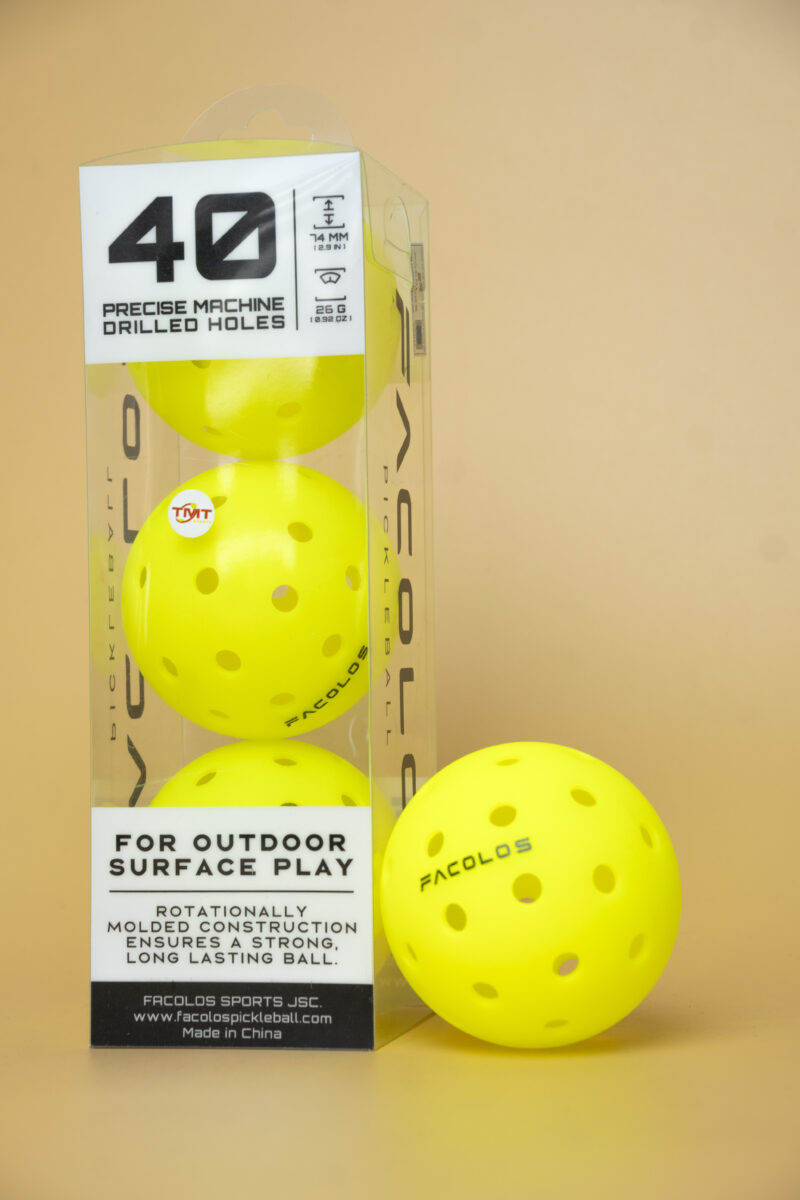 40
PRECISE MACHINE
DRILLED HOLES
74 MM
(2.9 IN)
26 G
(0.92 OZ)
FACOLOS
PICKLEBALL
TMT
FACOLOS
FACOLOS
FOR OUTDOOR
SURFACE PLAY
ROTATIONALLY
MOLDED CONSTRUCTION
ENSURES A STRONG,
LONG LASTING BALL.
FACOLOS SPORTS JSC.
www.facolospickleball.com
Made in China